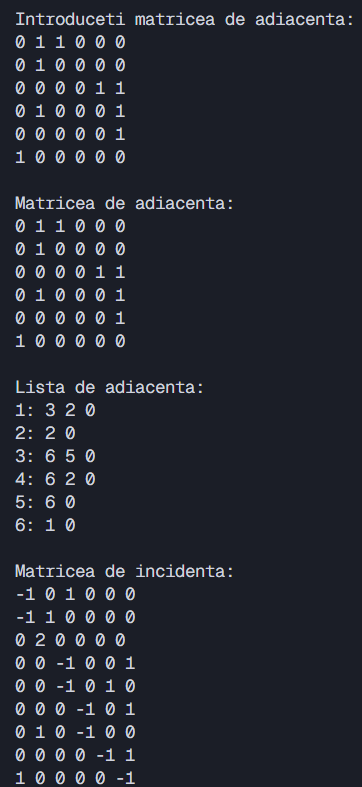 Introduceti matricea de adiacenta:
0 1 1 0 0 0
0 1 0 0 0 0
0 0 0 0 1 1
0 1 0 0 0 1
0 0 0 0 0 1
1 0 0 0 0 0

Matricea de adiacenta:
0 1 1 0 0 0
0 1 0 0 0 0
0 0 0 0 1 1
0 1 0 0 0 1
0 0 0 0 0 1
1 0 0 0 0 0

Lista de adiacenta:
1: 3 2 0
2: 2 0
3: 6 5 0
4: 6 2 0
5: 6 0
6: 1 0

Matricea de incidenta:
-1 0 1 0 0 0
-1 1 0 0 0 0
0 2 0 0 0 0
0 0 -1 0 0 1
0 0 -1 0 1 0
0 0 0 -1 0 1
0 1 0 -1 0 0
0 0 0 0 -1 1
1 0 0 0 0 -1